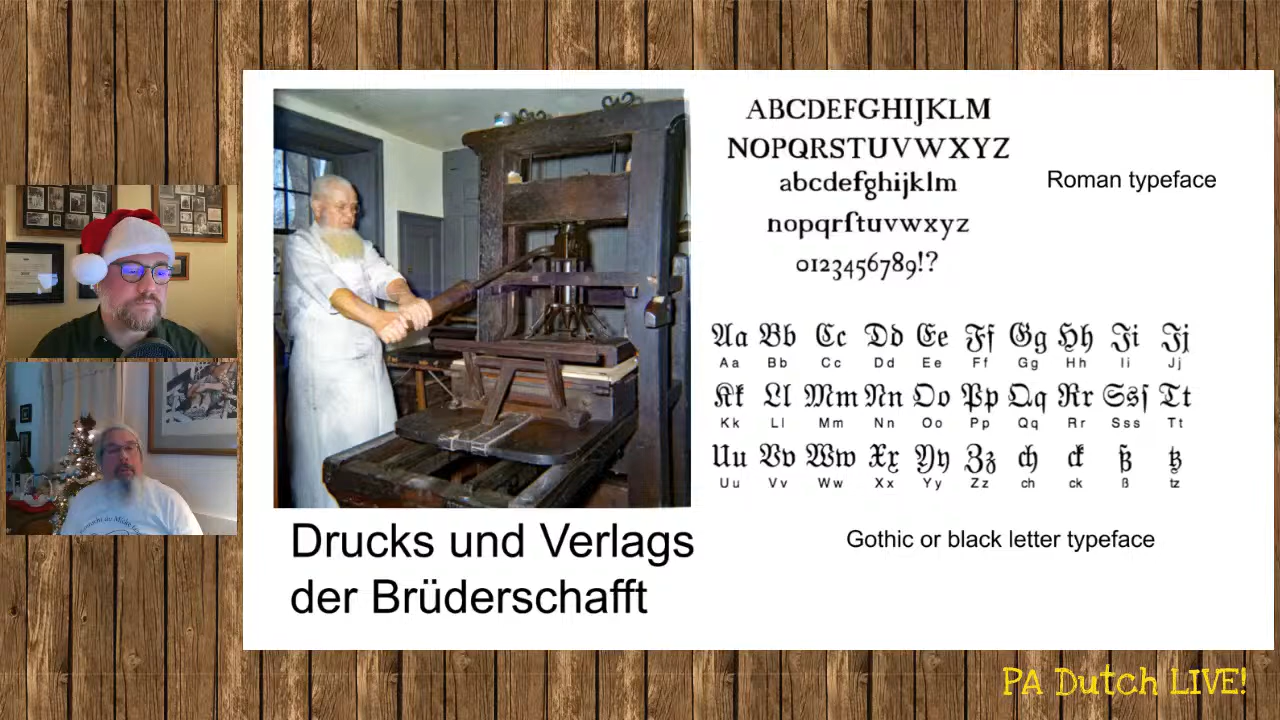 ABCDEFGHIJKLM
NOPQRSTUVWXYZ
abcdefghijklm
nopqrſtuvwxyz
0123456789!?
Roman typeface
Aa Bb Cc Dd Ee Ff Gg Hh Ii Jj
Aa Bb Cc Dd Ee Ff Gg Hh Ii Jj
Kk Ll Mm Nn Oo Pp Qq Rr Ssſ Tt
Kk Ll Mm Nn Oo Pp Qq Rr Sss Tt
Uu Vv Ww Xx Yy Zz ch ck ß tz
Uu Vv Ww Xx Yy Zz ch ck ß tz
Gothic or black letter typeface
Drucks und Verlags
der Brüderschafft
PA Dutch LIVE!